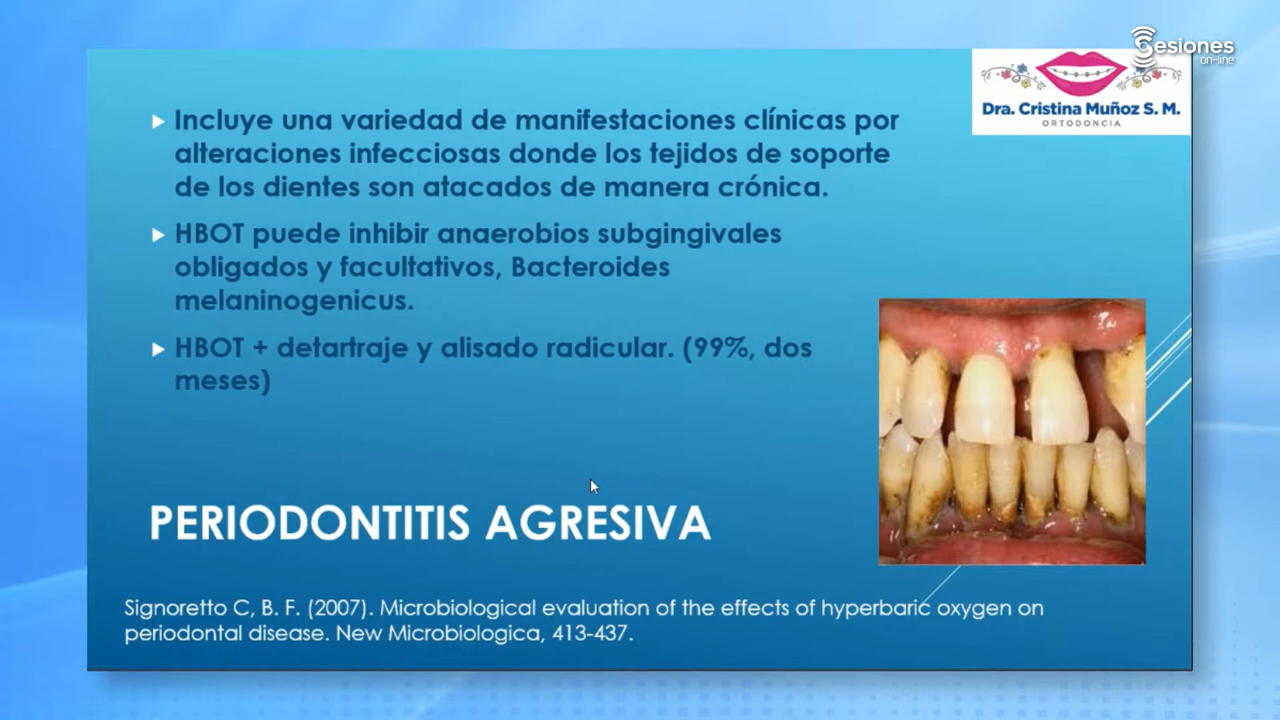 Sesiones
on-line
Dra. Cristina Muñoz S. M.
ORTODONCIA
Incluye una variedad de manifestaciones clínicas por
alteraciones infecciosas donde los tejidos de soporte
de los dientes son atacados de manera crónica.
HBOT puede inhibir anaerobios subgingivales
obligados y facultativos, Bacteroides
melaninogenicus.
HBOT + detartraje y alisado radicular. (99%, dos
meses)
PERIODONTITIS AGRESIVA
Signoretto C, B. F. (2007). Microbiological evaluation of the effects of hyperbaric oxygen on
periodontal disease. New Microbiologica, 413-437.